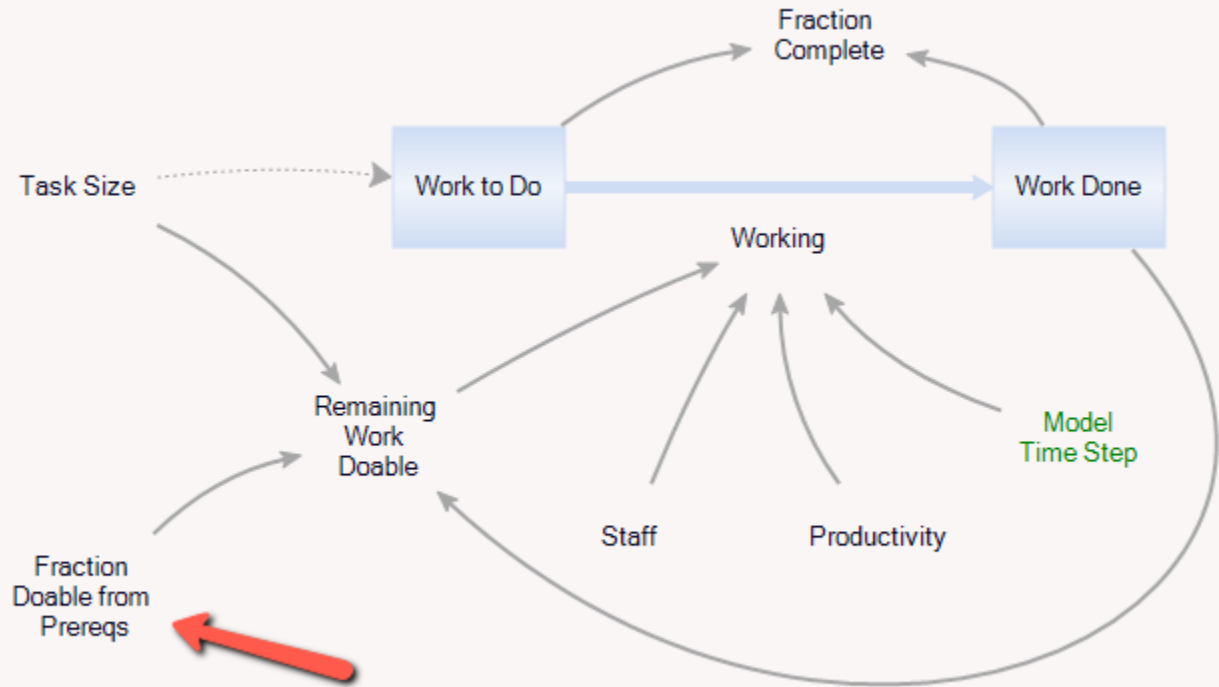 Fraction
Complete
Task Size
Work to Do
Work Done
Working
Remaining
Work
Doable
Model
Time Step
Staff
Productivity
Fraction
Doable from
Prereqs